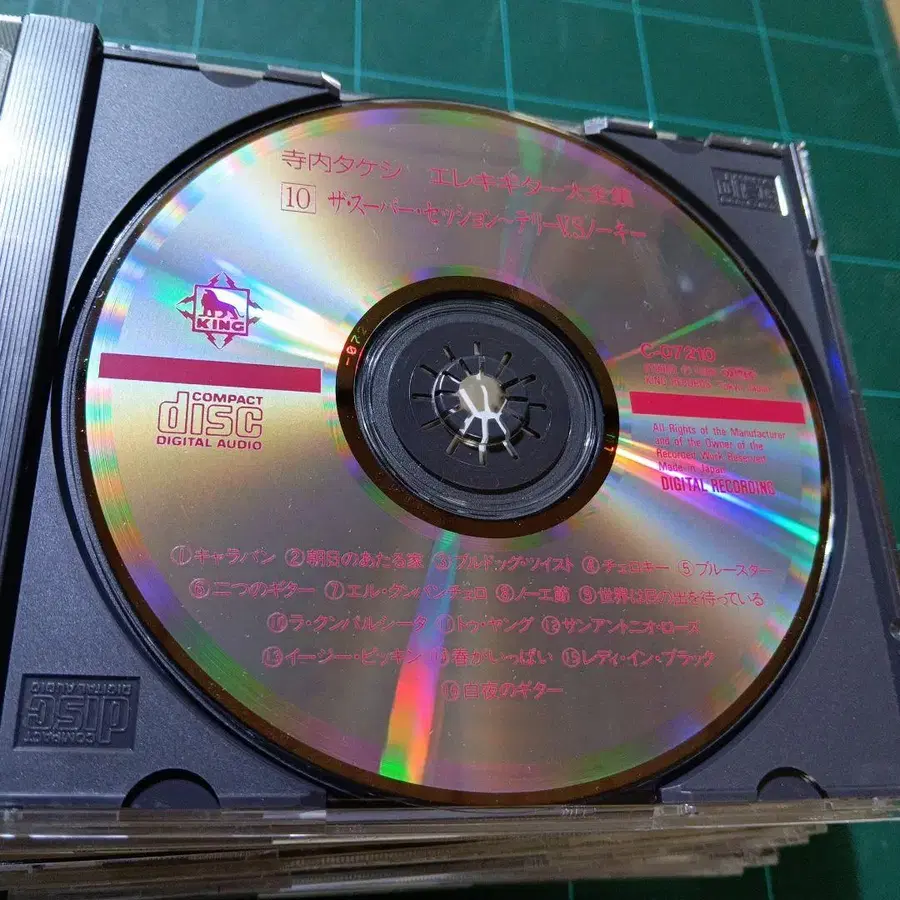 寺内タケシ エレキギター大全集
10 ザ・スーパー・セッション〜テリーV.S.ノーキー
KING
COMPACT
disc
DIGITAL AUDIO
C-07210
All Rights of the Manufacturer
and of the Owner of the
Recorded Work Reserved
Made in Japan
DIGITAL RECORDING
①キャラバン ②朝日のあたる家 ③ブルドッグ・ツイスト ④チェロキー ⑤ブルースター
⑥二つのギター ⑦エル・クンバンチェロ ⑧ノーエ節 ⑨世界は日の出を待っている
⑩ラ・クンパルシータ ⑪トゥ・ヤング ⑫サンアントニオ・ローズ
⑬イージー・ピッキン ⑭春がいっぱい ⑮レディ・イン・ブラック
⑯白夜のギター
COMPACT
disc
DIGITAL AUDIO